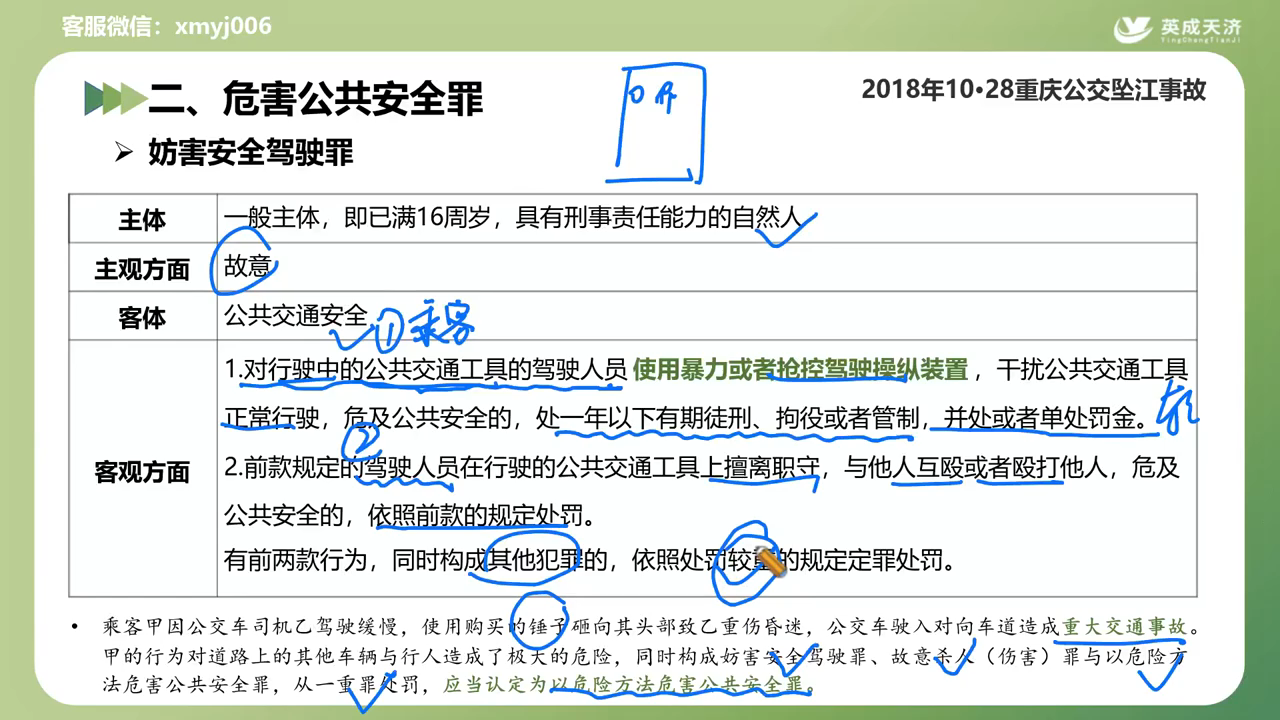 客服微信：xmyj006
英成天济
YingChengTianJi
二、危害公共安全罪
2018年10·28重庆公交坠江事故
妨害安全驾驶罪
主体
一般主体，即已满16周岁，具有刑事责任能力的自然人
主观方面
故意
客体
公共交通安全
①乘客
客观方面
1.对行驶中的公共交通工具的驾驶人员 使用暴力或者抢控驾驶操纵装置 ，干扰公共交通工具
正常行驶，危及公共安全的，处一年以下有期徒刑、拘役或者管制，并处或者单处罚金。
②
2.前款规定的驾驶人员在行驶的公共交通工具上擅离职守，与他人互殴或者殴打他人，危及
公共安全的，依照前款的规定处罚。
有前两款行为，同时构成其他犯罪的，依照处罚较重的规定定罪处罚。
• 乘客甲因公交车司机乙驾驶缓慢，使用购买的锤子砸向其头部致乙重伤昏迷，公交车驶入对向车道造成重大交通事故。
甲的行为对道路上的其他车辆与行人造成了极大的危险，同时构成妨害安全驾驶罪、故意杀人（伤害）罪与以危险方
法危害公共安全罪，从一重罪处罚，应当认定为以危险方法危害公共安全罪。